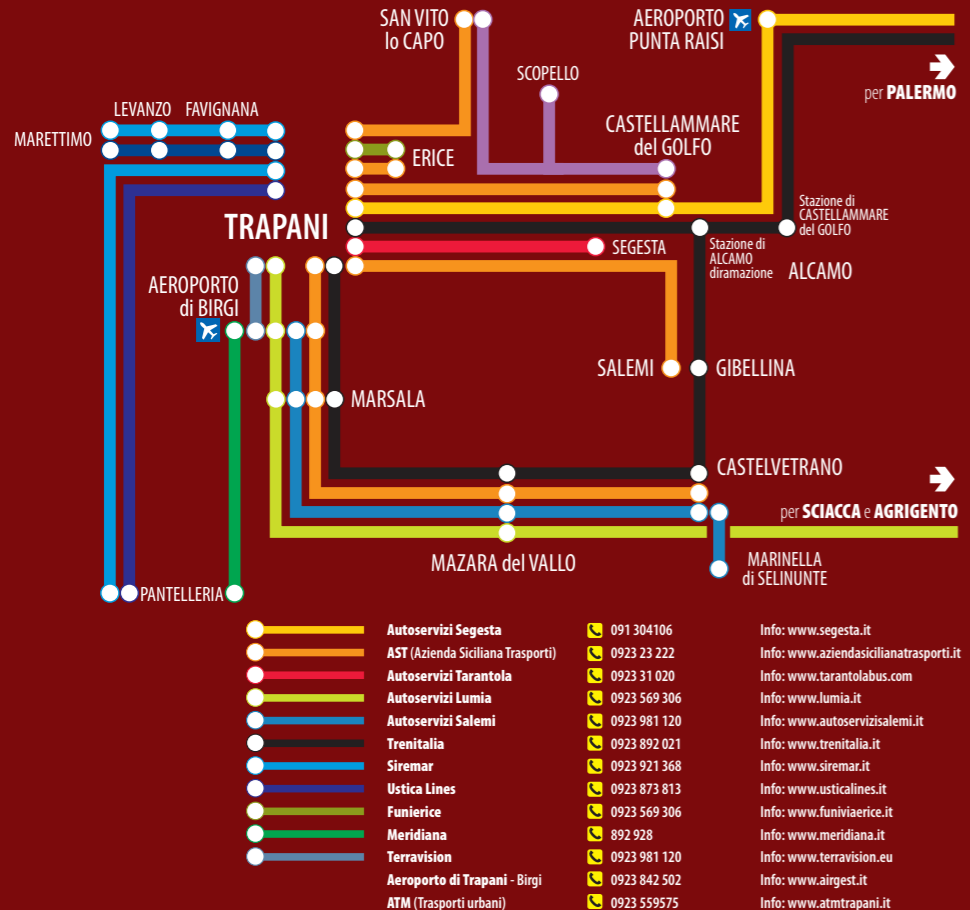 SAN VITO
lo CAPO
AEROPORTO
PUNTA RAISI
per PALERMO
SCOPELLO
LEVANZO
FAVIGNANA
MARETTIMO
CASTELLAMMARE
del GOLFO
ERICE
TRAPANI
Stazione di
CASTELLAMMARE
del GOLFO
SEGESTA
Stazione di
ALCAMO
diramazione
ALCAMO
AEROPORTO
di BIRGI
SALEMI
GIBELLINA
MARSALA
CASTELVETRANO
per SCIACCA e AGRIGENTO
MAZARA del VALLO
MARINELLA
di SELINUNTE
PANTELLERIA
Autoservizi Segesta 091 304106 Info: www.segesta.it
AST (Azienda Siciliana Trasporti) 0923 23 222 Info: www.aziendasicilianatrasporti.it
Autoservizi Tarantola 0923 31 020 Info: www.tarantolabus.com
Autoservizi Lumia 0923 569 306 Info: www.lumia.it
Autoservizi Salemi 0923 981 120 Info: www.autoservizisalemi.it
Trenitalia 0923 892 021 Info: www.trenitalia.it
Siremar 0923 921 368 Info: www.siremar.it
Ustica Lines 0923 873 813 Info: www.usticalines.it
Funierice 0923 569 306 Info: www.funiviaerice.it
Meridiana 892 928 Info: www.meridiana.it
Terravision 0923 981 120 Info: www.terravision.eu
Aeroporto di Trapani - Birgi 0923 842 502 Info: www.airgest.it
ATM (Trasporti urbani) 0923 559575 Info: www.atmtrapani.it